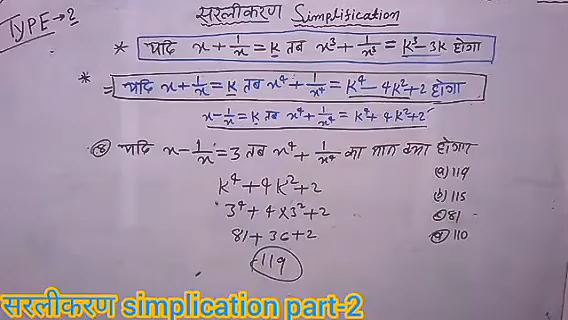 TYPE→2
सरलीकरण Simplification
* यदि x + 1/x = K तब x³ + 1/x³ = K³ - 3K होगा
* = यदि x + 1/x = K तब x⁴ + 1/x⁴ = K⁴ - 4K² + 2 होगा
x - 1/x = K तब x⁴ + 1/x⁴ = K⁴ + 4K² + 2
यदि x - 1/x = 3 तब x⁴ + 1/x⁴ का मान क्या होगा
(a) 119
K⁴ + 4K² + 2
(b) 115
3⁴ + 4×3² + 2
(c) 81
81 + 36 + 2
(d) 110
119
सरलीकरण simplication part-2